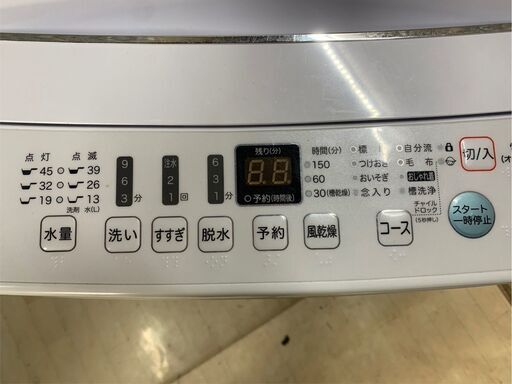 点灯 点滅
45 39
32 26
19 13
洗剤 水(L)
水量
9
6
3
分
洗い
注水
2
1
回
すすぎ
6
3
1
分
脱水
残り(分)
88
予約(時間後)
予約
時間(分)
150
60
30(槽乾燥)
風乾燥
標
つけおき
おいそぎ
念入り
自分流
毛布
おしゃれ着
槽洗浄
チャイル
ドロック
(5秒押し)
コース
切/入
スタート
一時停止